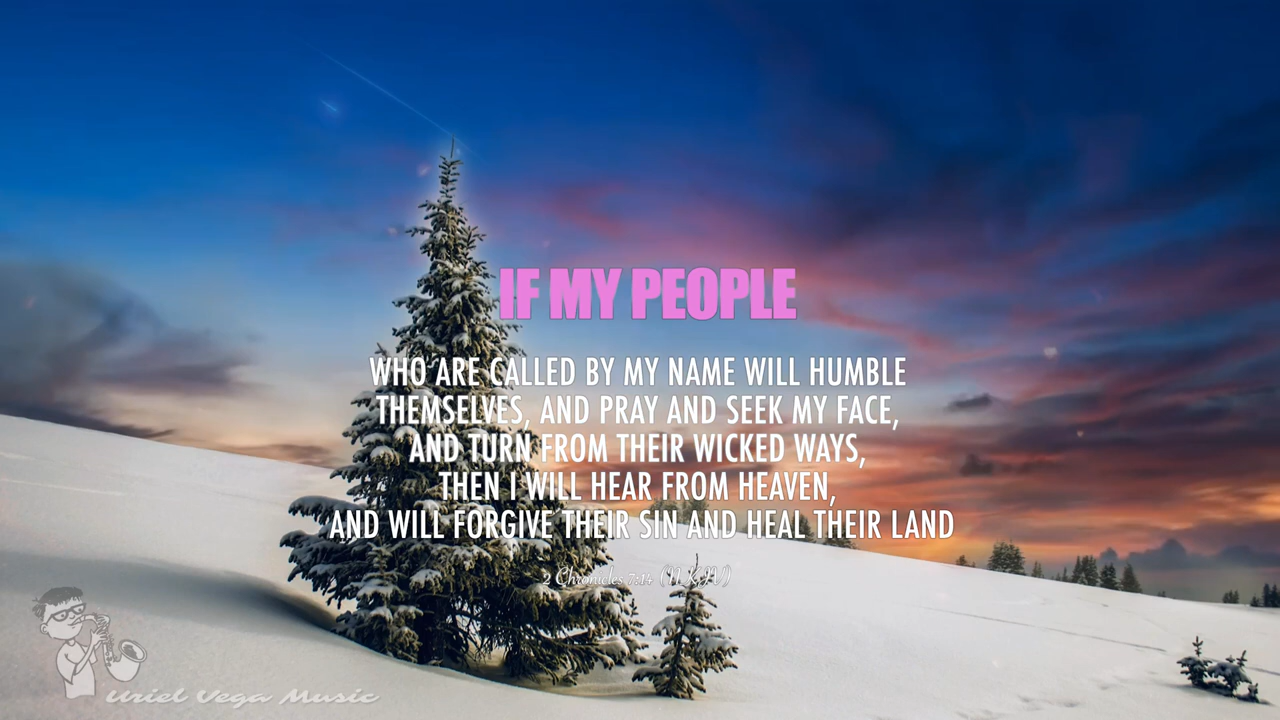 IF MY PEOPLE
WHO ARE CALLED BY MY NAME WILL HUMBLE
THEMSELVES, AND PRAY AND SEEK MY FACE,
AND TURN FROM THEIR WICKED WAYS,
THEN I WILL HEAR FROM HEAVEN,
AND WILL FORGIVE THEIR SIN AND HEAL THEIR LAND
2 Chronicles 7:14 (NKJV)
Uriel Vega Music